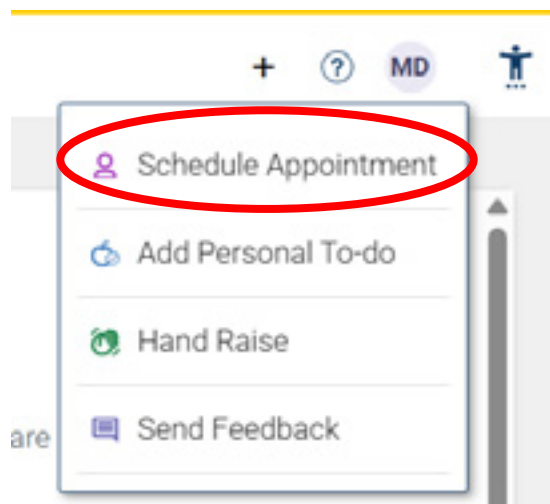 + ? MD
Schedule Appointment
Add Personal To-do
Hand Raise
Send Feedback
are